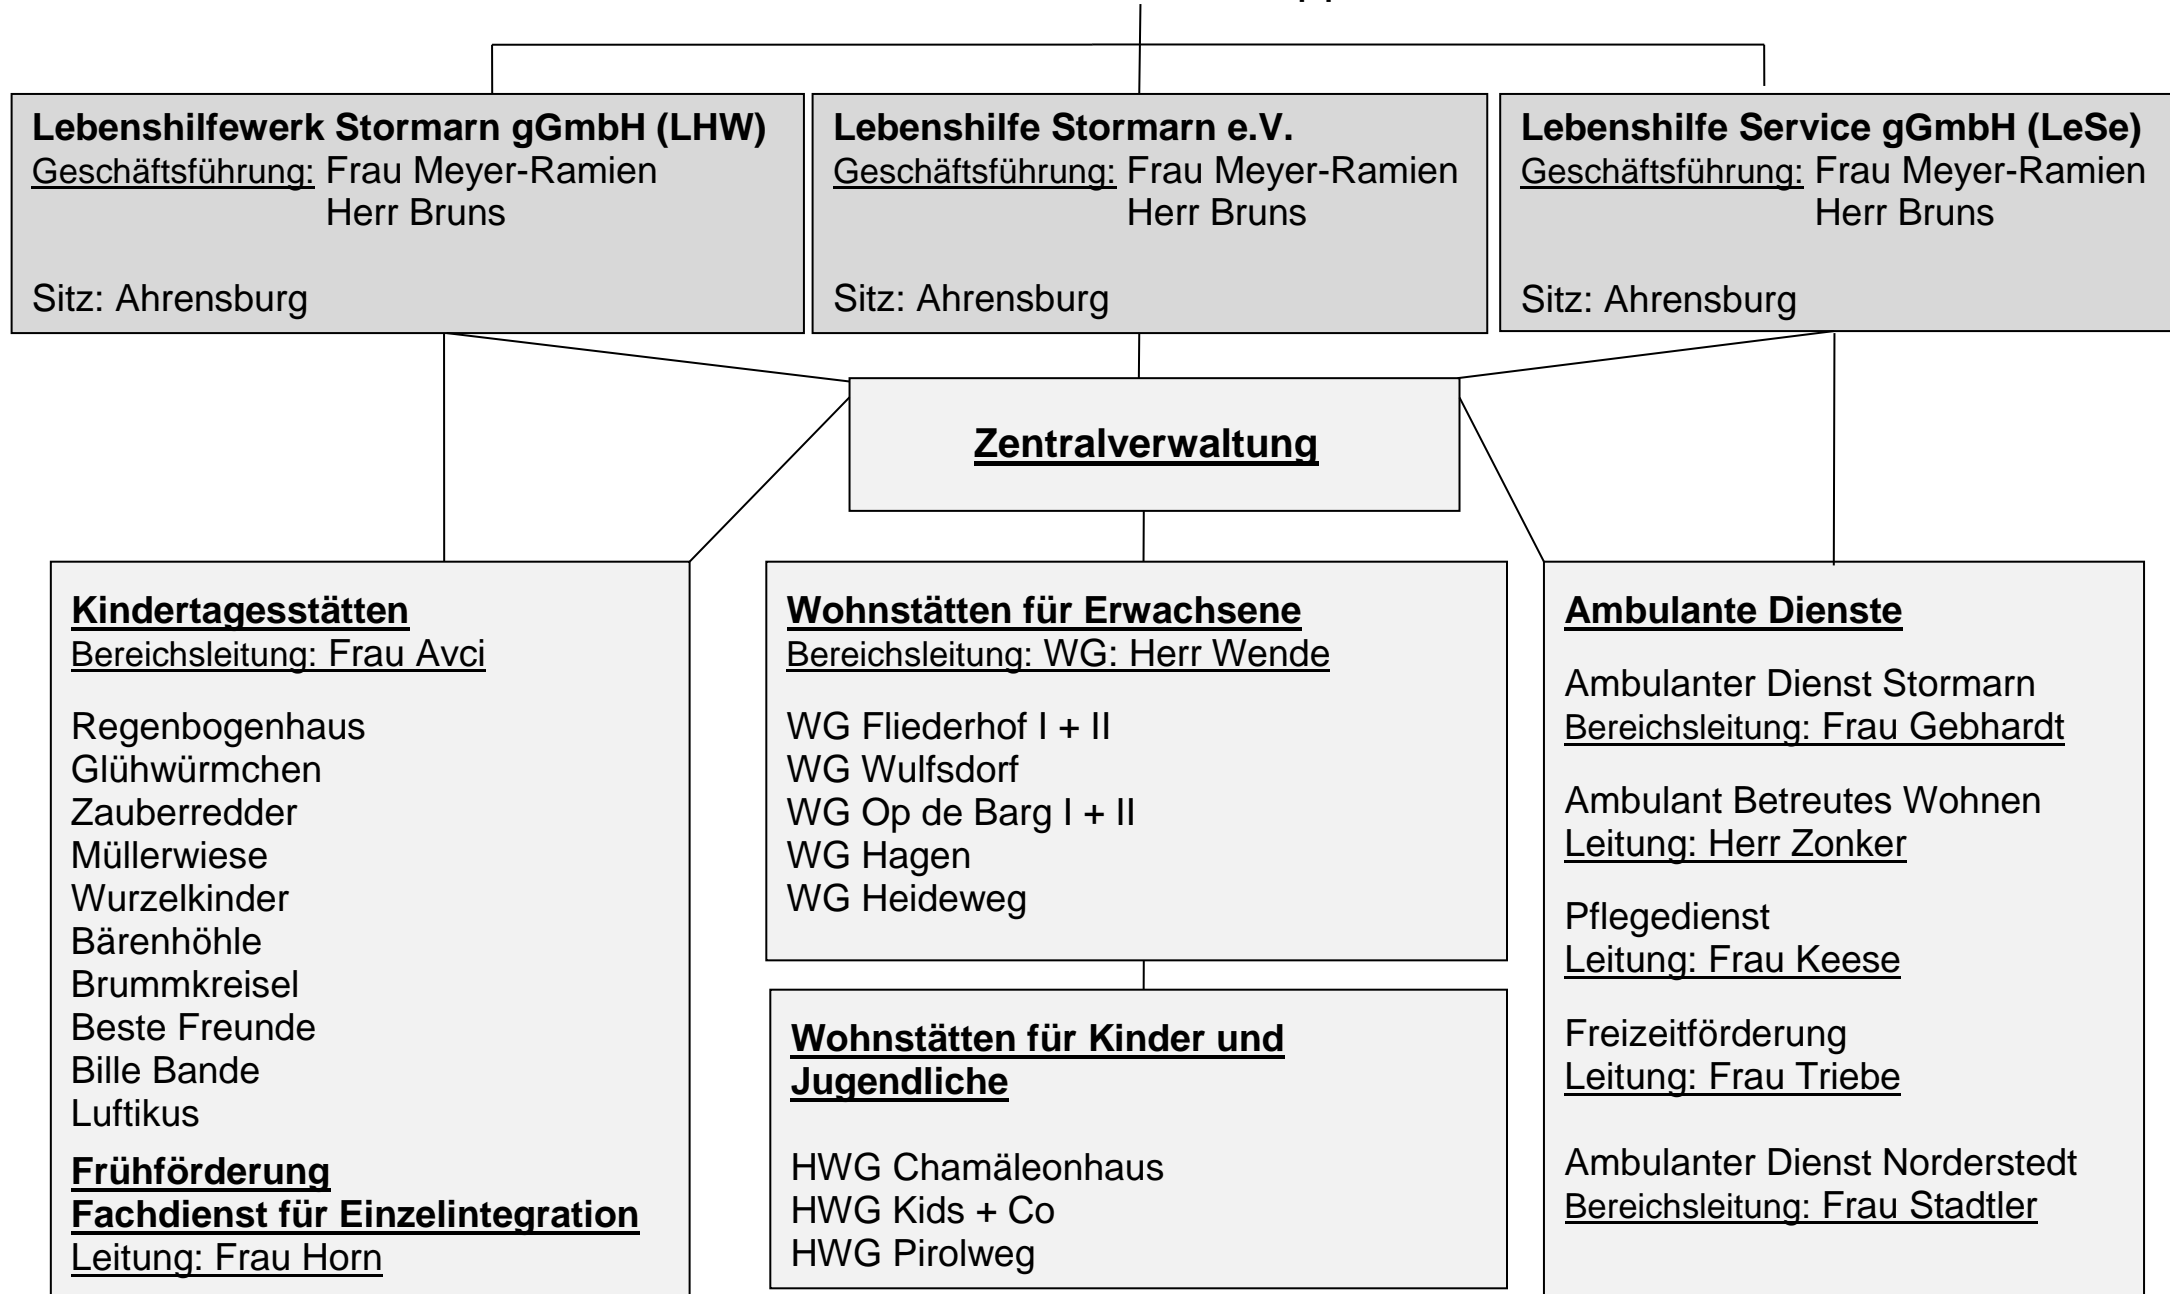 Lebenshilfewerk Stormarn gGmbH (LHW)
Geschäftsführung: Frau Meyer-Ramien
Herr Bruns
Sitz: Ahrensburg
Lebenshilfe Stormarn e.V.
Geschäftsführung: Frau Meyer-Ramien
Herr Bruns
Sitz: Ahrensburg
Lebenshilfe Service gGmbH (LeSe)
Geschäftsführung: Frau Meyer-Ramien
Herr Bruns
Sitz: Ahrensburg
Zentralverwaltung
Kindertagesstätten
Bereichsleitung: Frau Avci
Regenbogenhaus
Glühwürmchen
Zauberredder
Müllerwiese
Wurzelkinder
Bärenhöhle
Brummkreisel
Beste Freunde
Bille Bande
Luftikus
Frühförderung
Fachdienst für Einzelintegration
Leitung: Frau Horn
Wohnstätten für Erwachsene
Bereichsleitung: WG: Herr Wende
WG Fliederhof I + II
WG Wulfsdorf
WG Op de Barg I + II
WG Hagen
WG Heideweg
Wohnstätten für Kinder und
Jugendliche
HWG Chamäleonhaus
HWG Kids + Co
HWG Pirolweg
Ambulante Dienste
Ambulanter Dienst Stormarn
Bereichsleitung: Frau Gebhardt
Ambulant Betreutes Wohnen
Leitung: Herr Zonker
Pflegedienst
Leitung: Frau Keese
Freizeitförderung
Leitung: Frau Triebe
Ambulanter Dienst Norderstedt
Bereichsleitung: Frau Stadtler